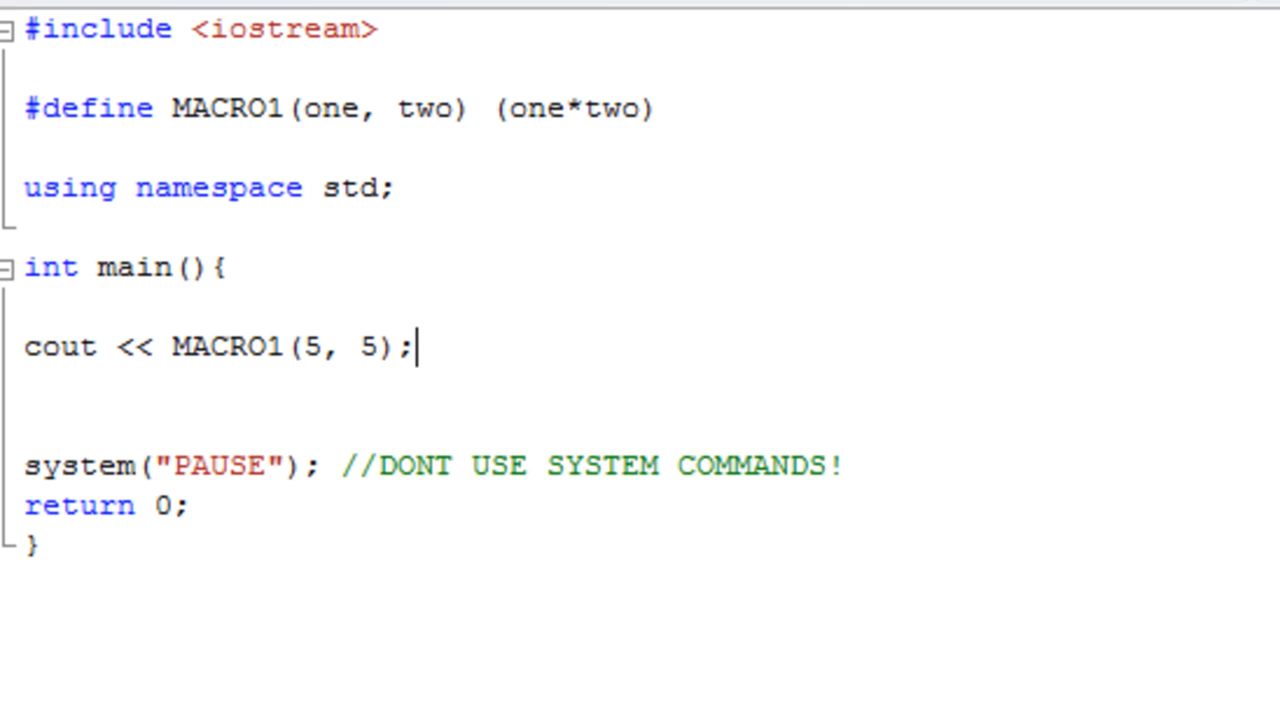 #include <iostream>
#define MACRO1(one, two) (one*two)
using namespace std;
int main(){
cout << MACRO1(5, 5);
system("PAUSE"); //DONT USE SYSTEM COMMANDS!
return 0;
}